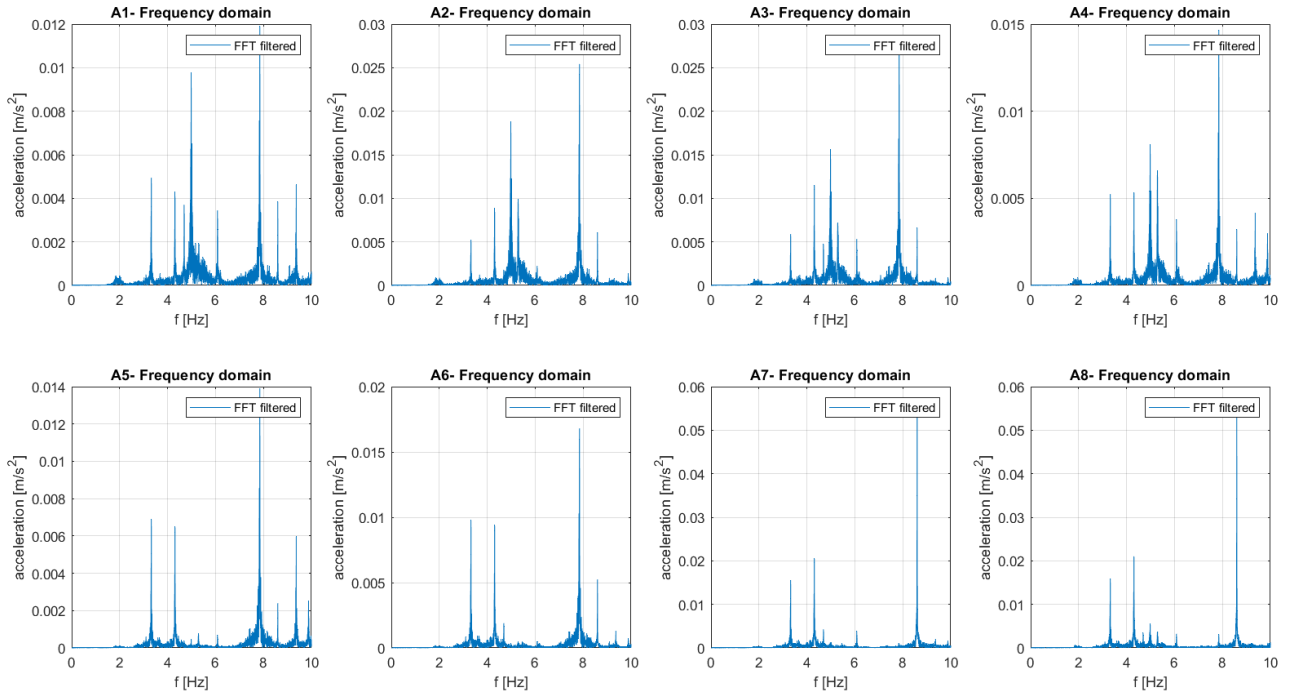 A1- Frequency domain
FFT filtered
0.012
0.01
0.008
0.006
0.004
0.002
0
acceleration [m/s²]
0 2 4 6 8 10
f [Hz]
A2- Frequency domain
FFT filtered
0.03
0.025
0.02
0.015
0.01
0.005
0
acceleration [m/s²]
0 2 4 6 8 10
f [Hz]
A3- Frequency domain
FFT filtered
0.03
0.025
0.02
0.015
0.01
0.005
0
acceleration [m/s²]
0 2 4 6 8 10
f [Hz]
A4- Frequency domain
FFT filtered
0.015
0.01
0.005
0
acceleration [m/s²]
0 2 4 6 8 10
f [Hz]
A5- Frequency domain
FFT filtered
0.014
0.012
0.01
0.008
0.006
0.004
0.002
0
acceleration [m/s²]
0 2 4 6 8 10
f [Hz]
A6- Frequency domain
FFT filtered
0.02
0.015
0.01
0.005
0
acceleration [m/s²]
0 2 4 6 8 10
f [Hz]
A7- Frequency domain
FFT filtered
0.06
0.05
0.04
0.03
0.02
0.01
0
acceleration [m/s²]
0 2 4 6 8 10
f [Hz]
A8- Frequency domain
FFT filtered
0.06
0.05
0.04
0.03
0.02
0.01
0
acceleration [m/s²]
0 2 4 6 8 10
f [Hz]